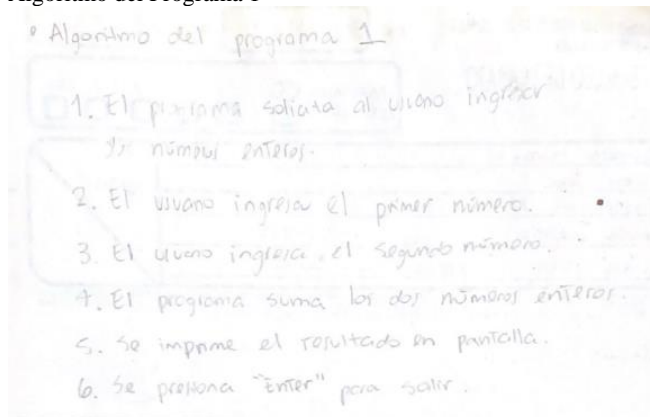 Algoritmo del Programa 1
• Algoritmo del programa 1
1. El programa solicita al usuario ingresar
dos números enteros.
2. El usuario ingresa el primer número.
3. El usuario ingresa el segundo número.
4. El programa suma los dos números enteros.
5. Se imprime el resultado en pantalla.
6. Se presiona "Enter" para salir.